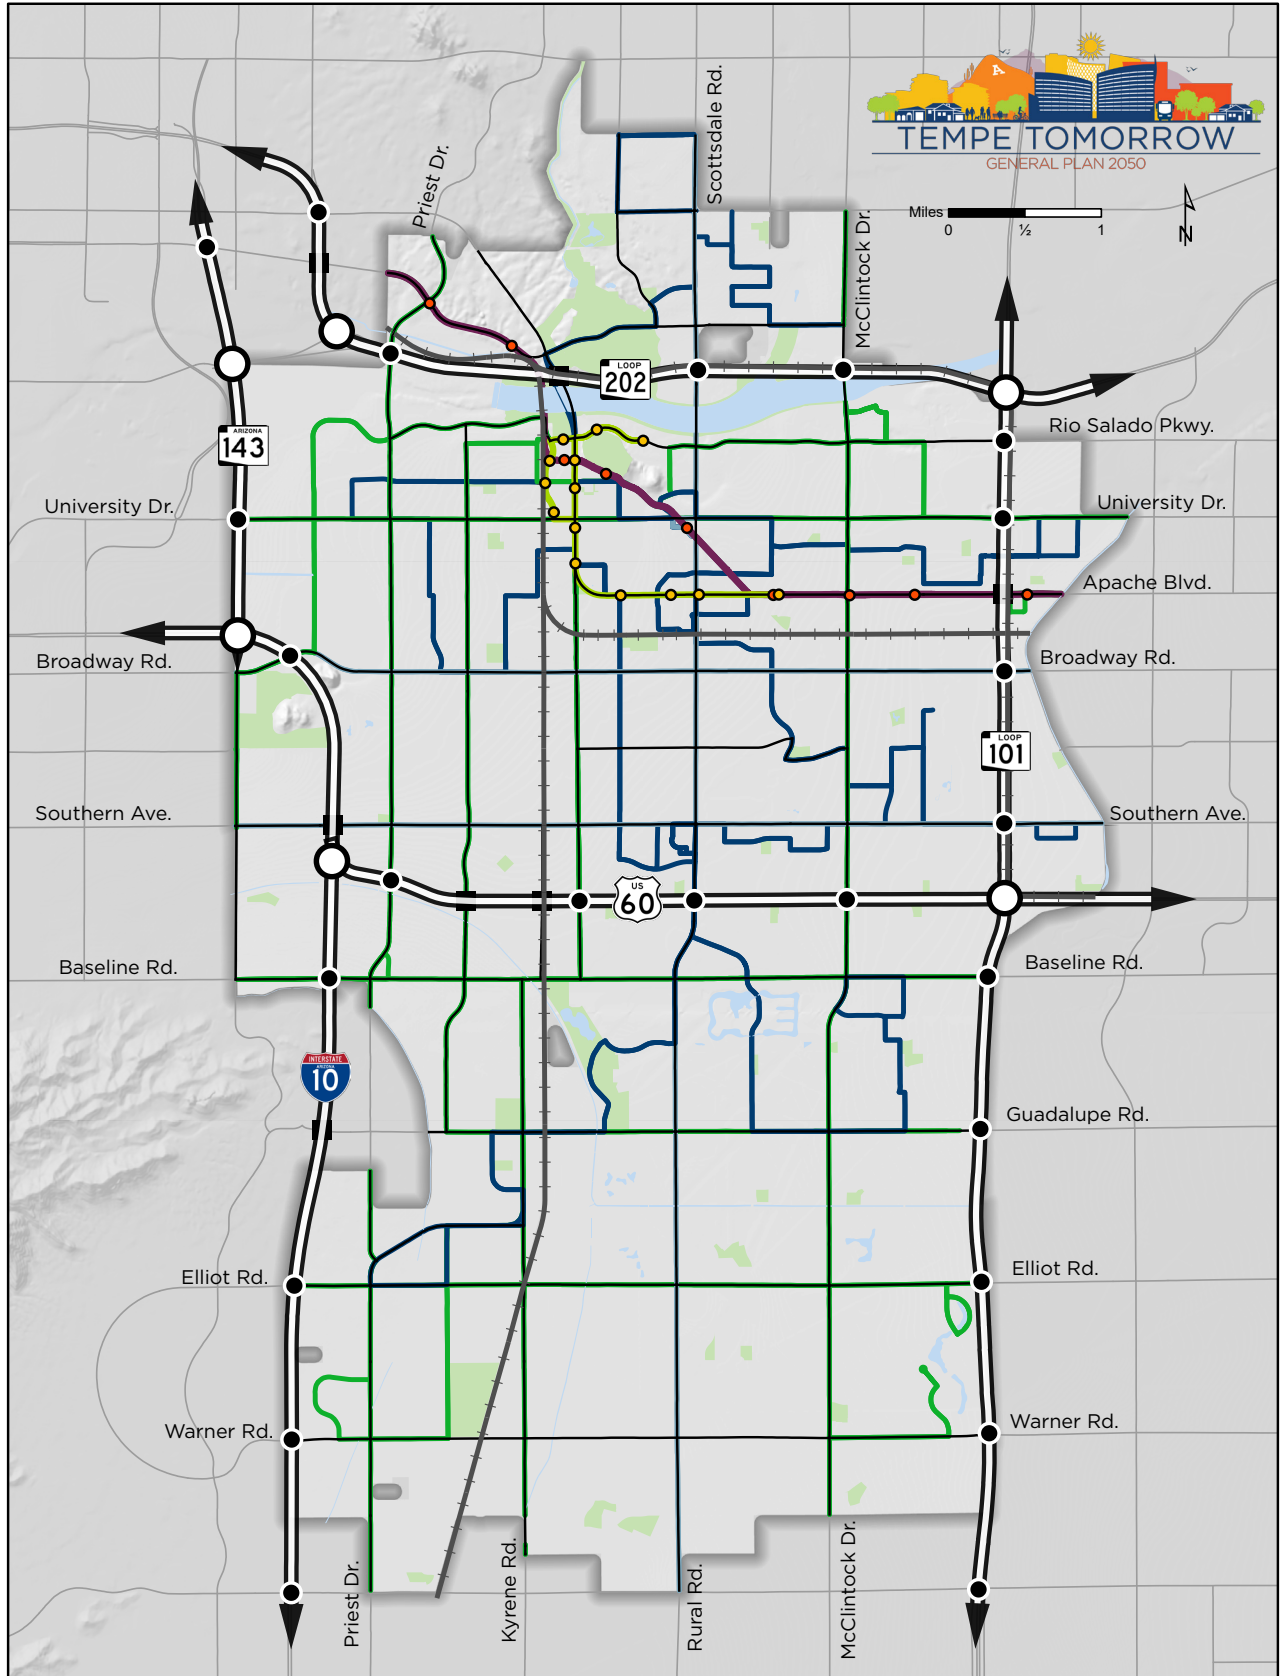 Scottsdale Rd.
A
TEMPE TOMORROW
GENERAL PLAN 2050
Priest Dr.
Miles
0 ½ 1
N
McClintock Dr.
LOOP
202
ARIZONA
143
Rio Salado Pkwy.
University Dr.
University Dr.
Apache Blvd.
Broadway Rd.
Broadway Rd.
LOOP
101
Southern Ave.
Southern Ave.
US
60
Baseline Rd.
Baseline Rd.
INTERSTATE
ARIZONA
10
Guadalupe Rd.
Elliot Rd.
Elliot Rd.
Warner Rd.
Warner Rd.
Priest Dr.
Kyrene Rd.
Rural Rd.
McClintock Dr.